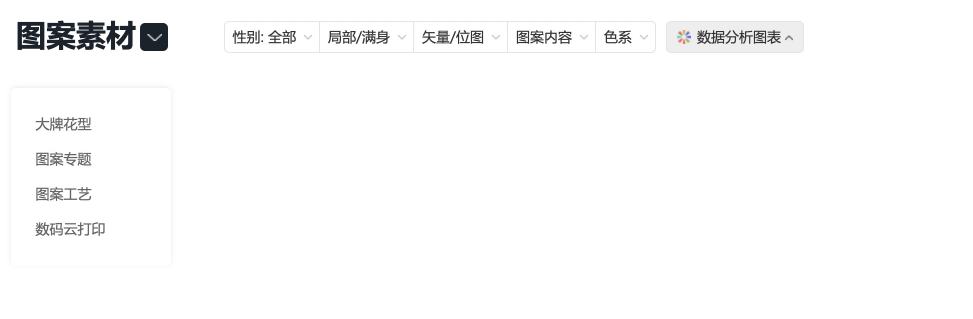 图案素材
性别: 全部 局部/满身 矢量/位图 图案内容 色系 数据分析图表
大牌花型
图案专题
图案工艺
数码云打印